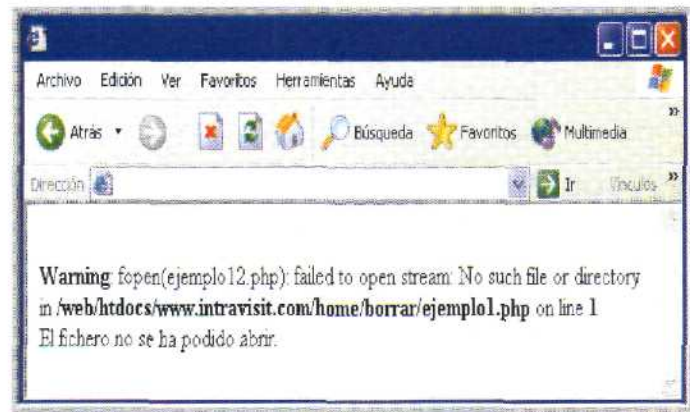 Archivo Edición Ver Favoritos Herramientas Ayuda
Atrás Búsqueda Favoritos Multimedia »
Dirección Ir Vínculos »
Warning: fopen(ejemplo12.php): failed to open stream: No such file or directory
in /web/htdocs/www.intravisit.com/home/borrar/ejemplo1.php on line 1
El fichero no se ha podido abrir.